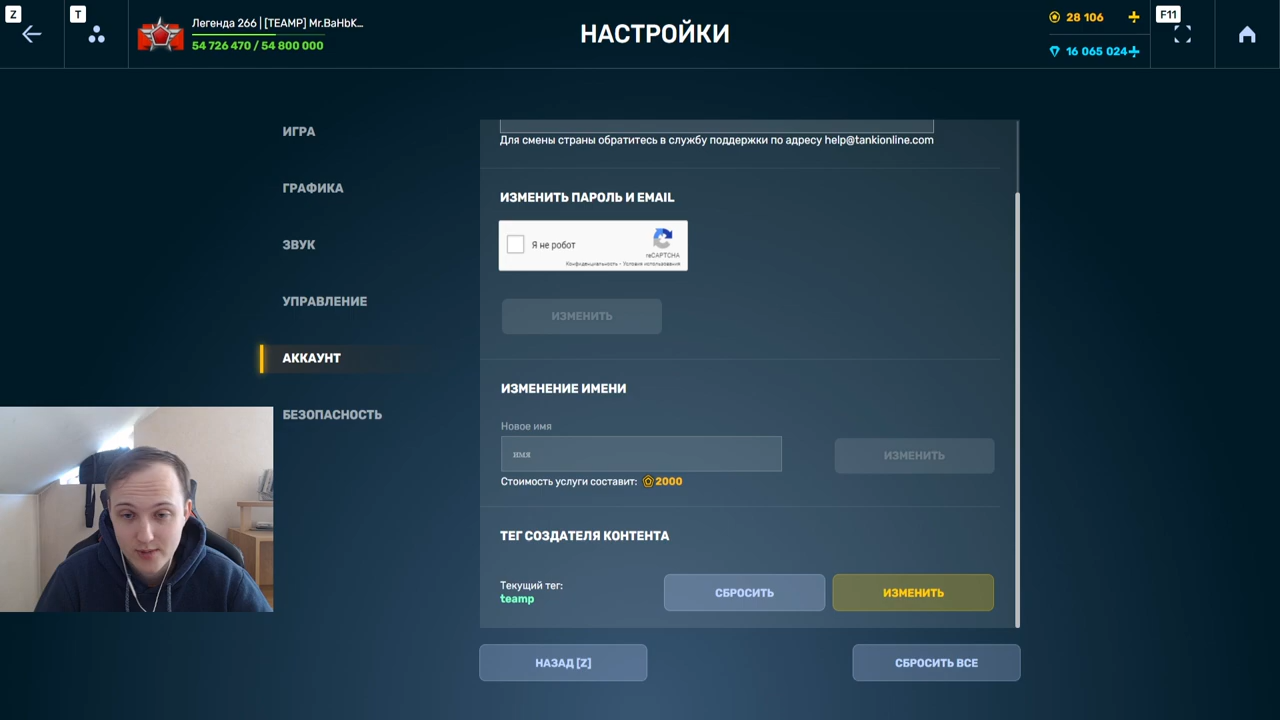 Z
T
Легенда 266 | [TEAMP] Mr.BaHbK...
54 726 470 / 54 800 000
НАСТРОЙКИ
28 106
16 065 024
F11
ИГРА
ГРАФИКА
ЗВУК
УПРАВЛЕНИЕ
АККАУНТ
БЕЗОПАСНОСТЬ
Для смены страны обратитесь в службу поддержки по адресу help@tankionline.com
ИЗМЕНИТЬ ПАРОЛЬ И EMAIL
Я не робот
reCAPTCHA
Конфиденциальность - Условия использования
ИЗМЕНИТЬ
ИЗМЕНЕНИЕ ИМЕНИ
Новое имя
имя
ИЗМЕНИТЬ
Стоимость услуги составит: 2000
ТЕГ СОЗДАТЕЛЯ КОНТЕНТА
Текущий тег:
teamp
СБРОСИТЬ
ИЗМЕНИТЬ
НАЗАД [Z]
СБРОСИТЬ ВСЕ